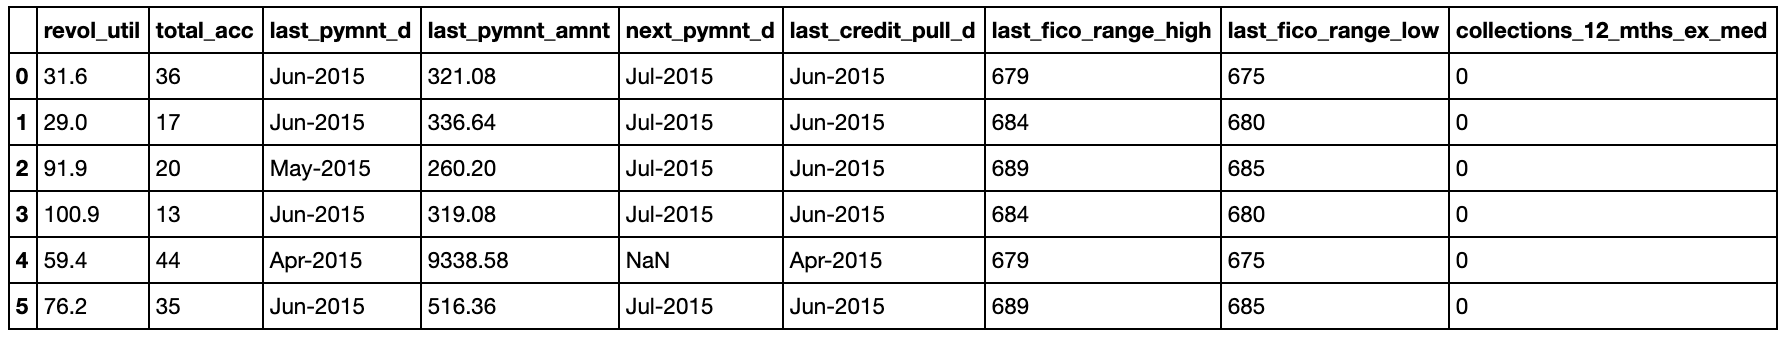 revol_util total_acc last_pymnt_d last_pymnt_amnt next_pymnt_d last_credit_pull_d last_fico_range_high last_fico_range_low collections_12_mths_ex_med
0 31.6 36 Jun-2015 321.08 Jul-2015 Jun-2015 679 675 0
1 29.0 17 Jun-2015 336.64 Jul-2015 Jun-2015 684 680 0
2 91.9 20 May-2015 260.20 Jul-2015 Jun-2015 689 685 0
3 100.9 13 Jun-2015 319.08 Jul-2015 Jun-2015 684 680 0
4 59.4 44 Apr-2015 9338.58 NaN Apr-2015 679 675 0
5 76.2 35 Jun-2015 516.36 Jul-2015 Jun-2015 689 685 0